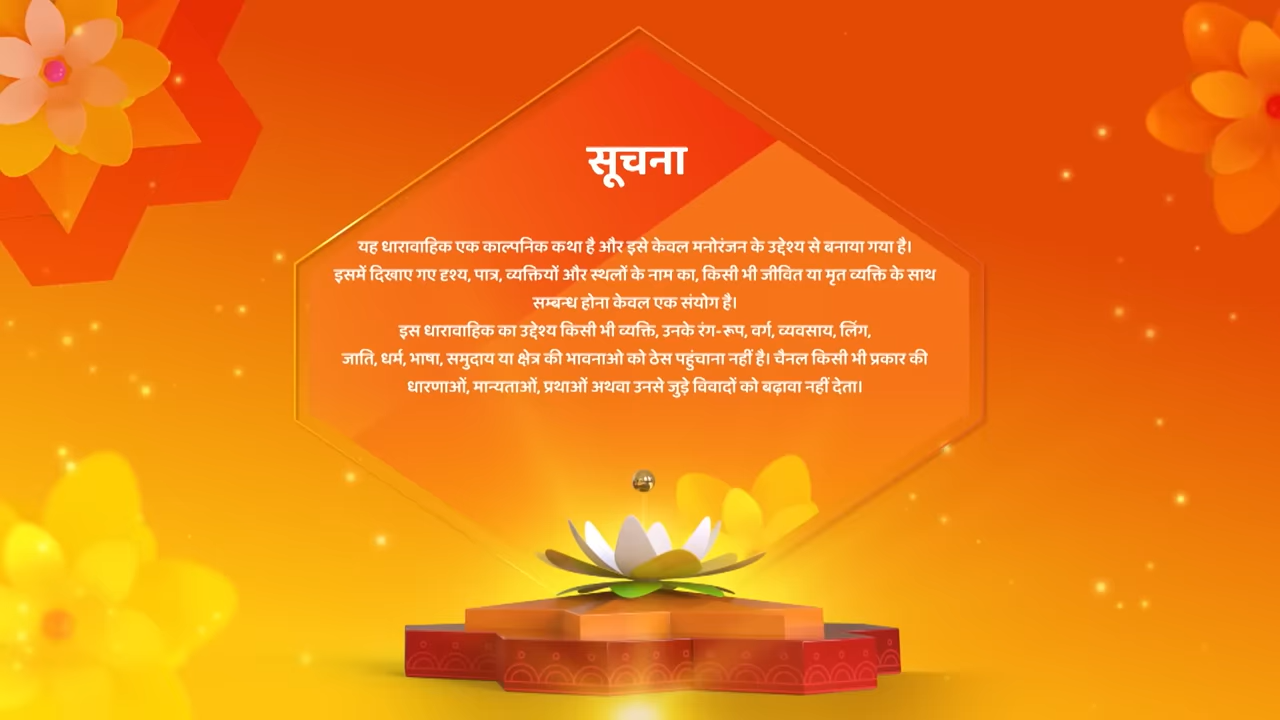 सूचना
यह धारावाहिक एक काल्पनिक कथा है और इसे केवल मनोरंजन के उद्देश्य से बनाया गया है।
इसमें दिखाए गए दृश्य, पात्र, व्यक्तियों और स्थलों के नाम का, किसी भी जीवित या मृत व्यक्ति के साथ
सम्बन्ध होना केवल एक संयोग है।
इस धारावाहिक का उद्देश्य किसी भी व्यक्ति, उनके रंग-रूप, वर्ग, व्यवसाय, लिंग,
जाति, धर्म, भाषा, समुदाय या क्षेत्र की भावनाओ को ठेस पहुंचाना नहीं है। चैनल किसी भी प्रकार की
धारणाओं, मान्यताओं, प्रथाओं अथवा उनसे जुड़े विवादों को बढ़ावा नहीं देता।